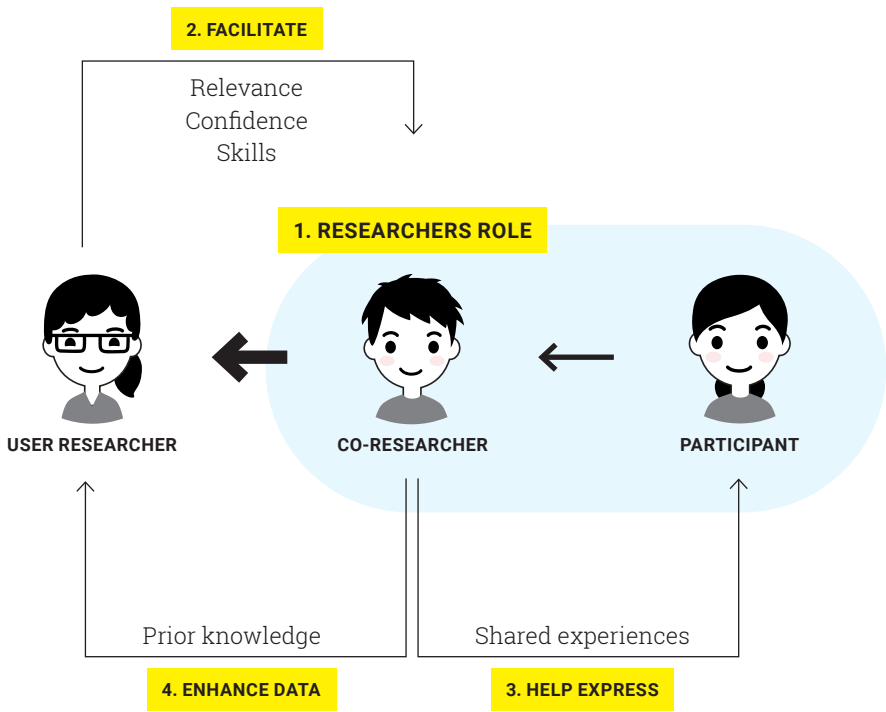 2. FACILITATE
Relevance
Confidence
Skills
1. RESEARCHERS ROLE
USER RESEARCHER
CO-RESEARCHER
PARTICIPANT
Prior knowledge
Shared experiences
4. ENHANCE DATA
3. HELP EXPRESS